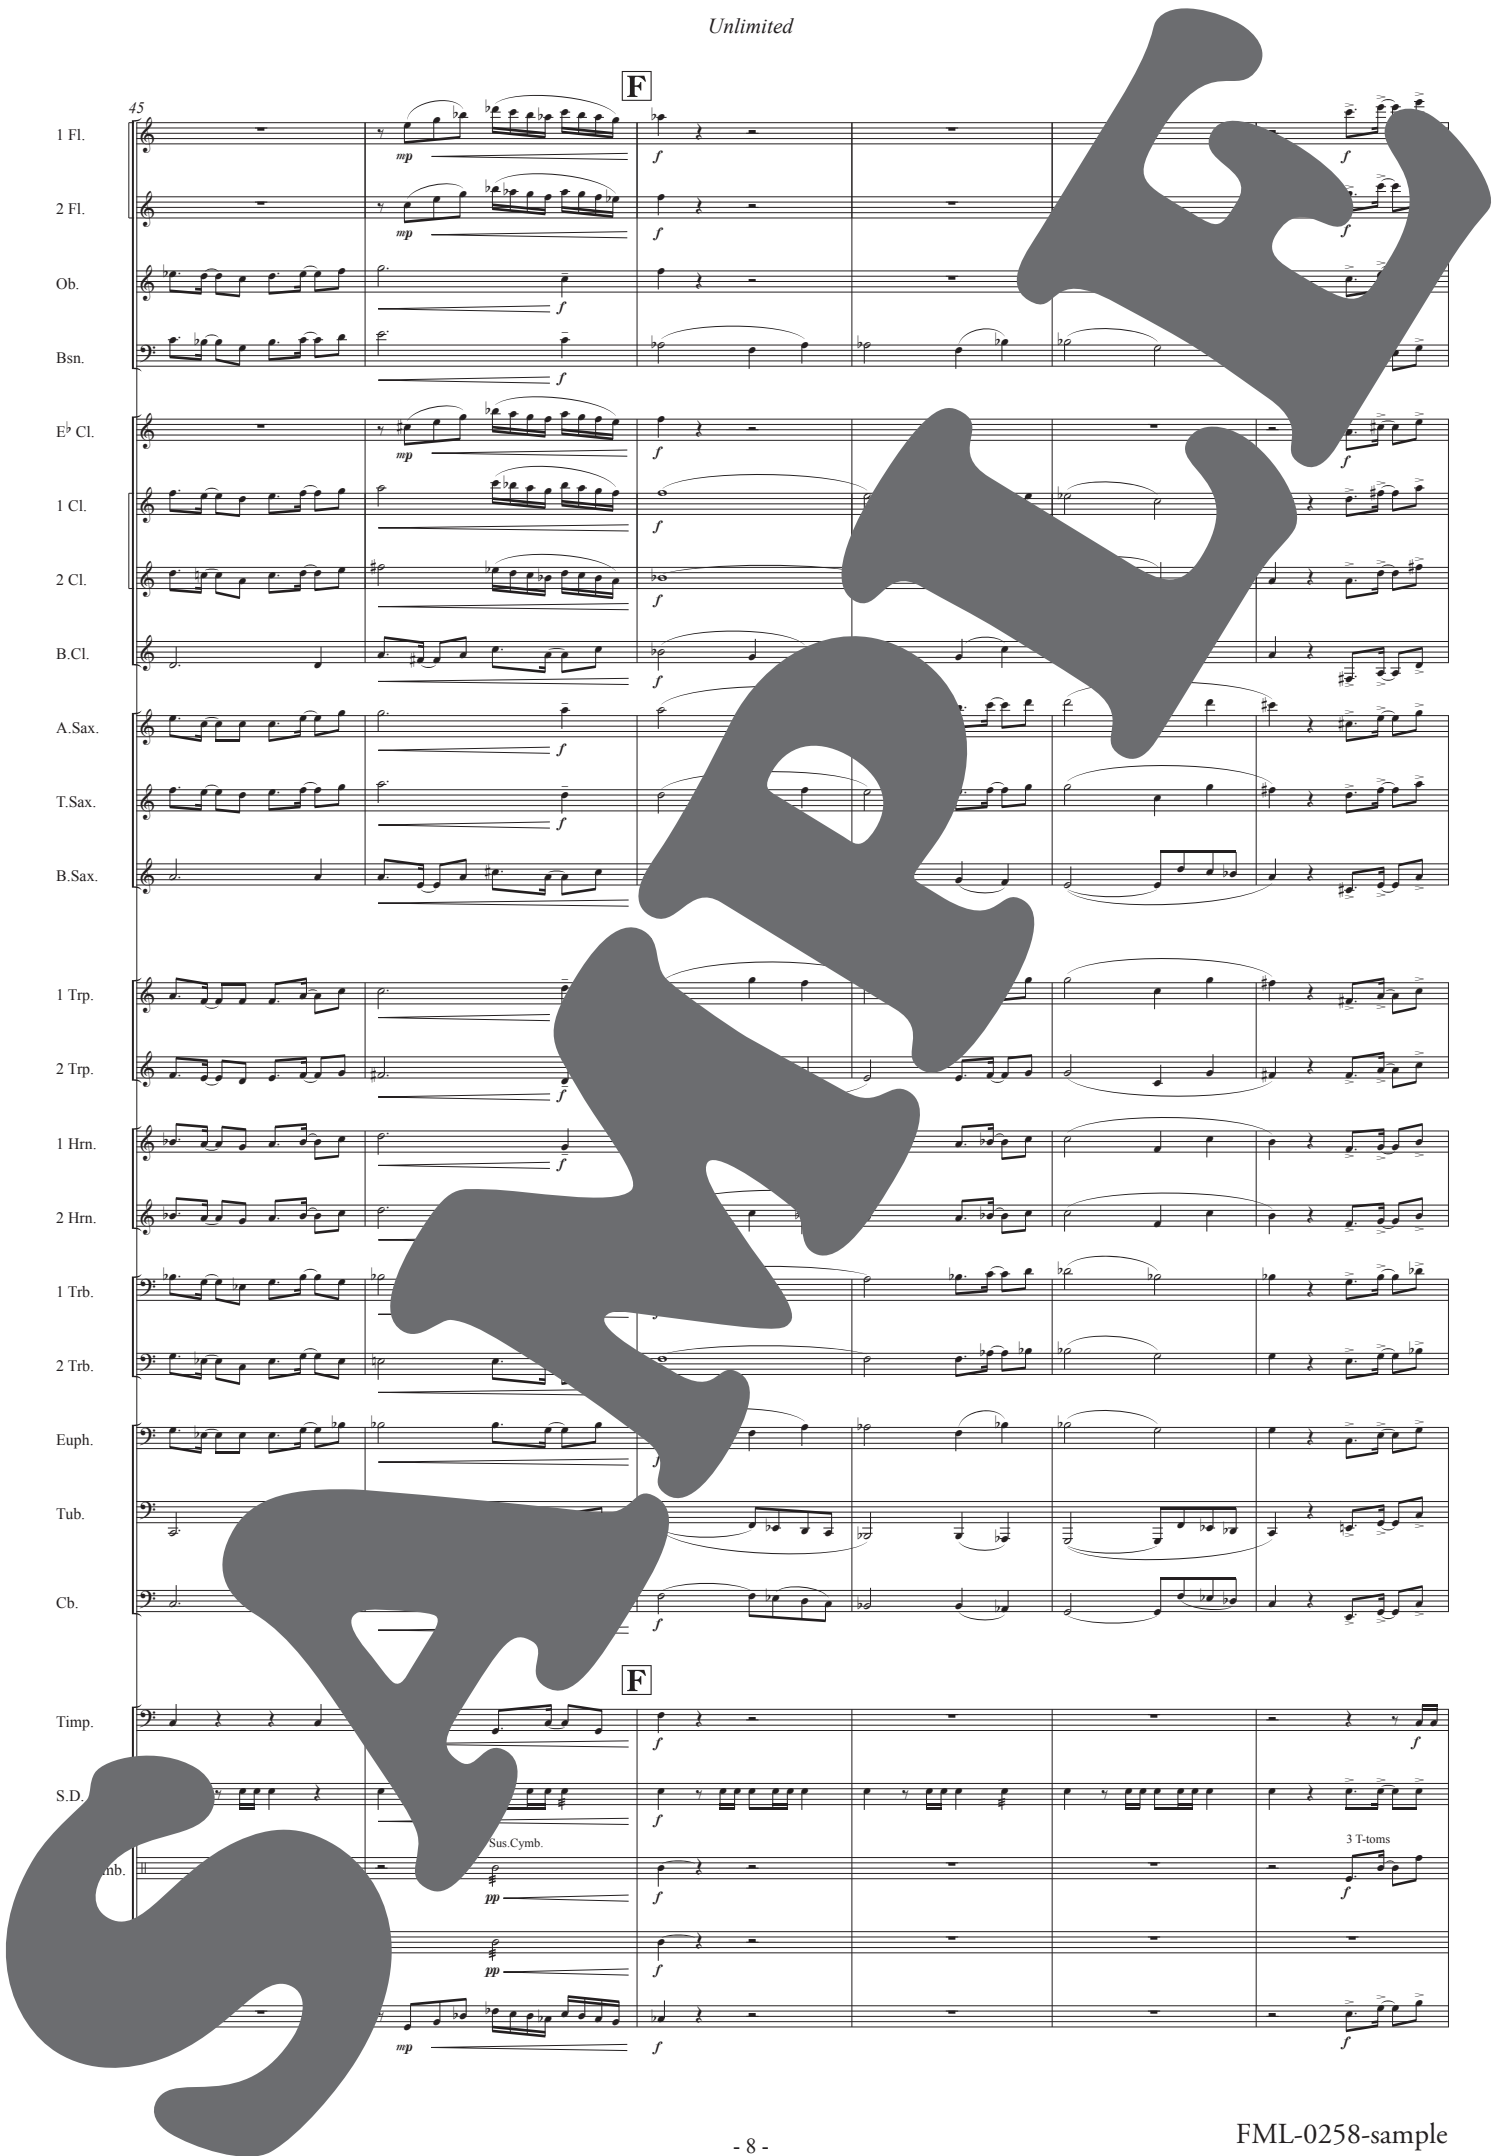 Unlimited
F
45
1 Fl.
mp
f
f
2 Fl.
mp
f
f
Ob.
f
Bsn.
f
E♭ Cl.
mp
f
f
1 Cl.
f
2 Cl.
f
B.Cl.
f
A.Sax.
f
T.Sax.
f
B.Sax.
1 Trp.
2 Trp.
f
1 Hrn.
f
2 Hrn.
1 Trb.
2 Trb.
Euph.
Tub.
Cb.
f
F
Timp.
f
f
S.D.
f
Sus.Cymb.
3 T-toms
pp
f
f
pp
f
mp
f
f
SAMPLE
- 8 -
FML-0258-sample